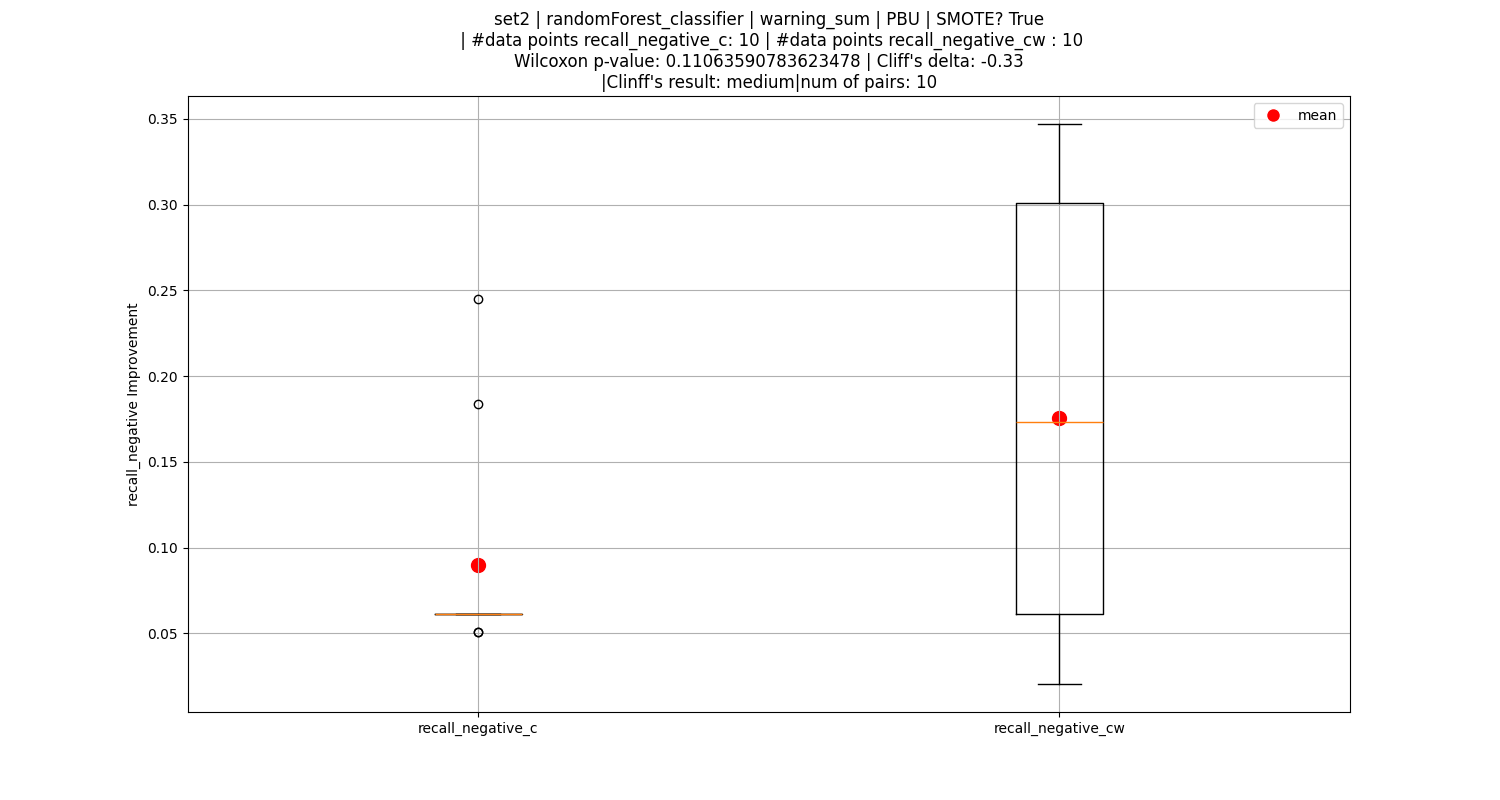 set2 | randomForest_classifier | warning_sum | PBU | SMOTE? True
| #data points recall_negative_c: 10 | #data points recall_negative_cw : 10
Wilcoxon p-value: 0.11063590783623478 | Cliff's delta: -0.33
|Clinff's result: medium|num of pairs: 10
mean
0.35
0.30
0.25
0.20
0.15
0.10
0.05
recall_negative Improvement
recall_negative_c
recall_negative_cw